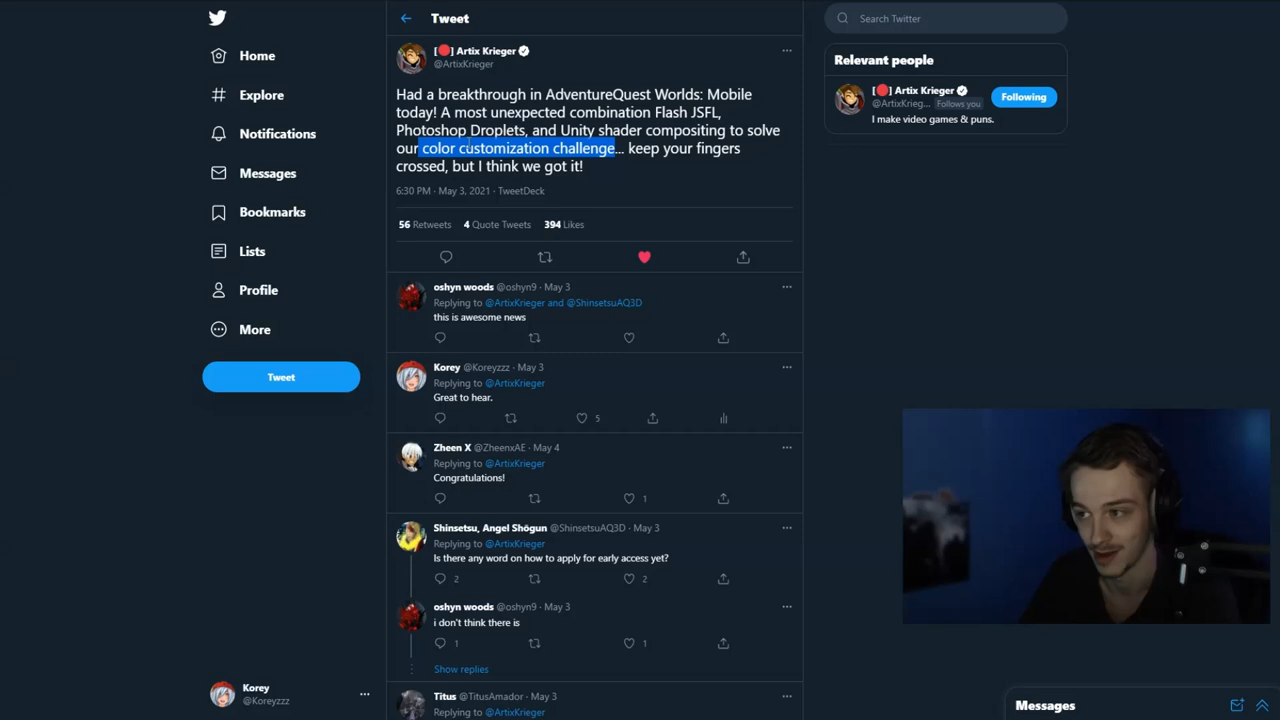 Home
Explore
Notifications
Messages
Bookmarks
Lists
Profile
More
Tweet
Korey
@Koreyzzz
Tweet
[🔴] Artix Krieger
@ArtixKrieger
Had a breakthrough in AdventureQuest Worlds: Mobile
today! A most unexpected combination Flash JSFL,
Photoshop Droplets, and Unity shader compositing to solve
our color customization challenge... keep your fingers
crossed, but I think we got it!
6:30 PM · May 3, 2021 · TweetDeck
56 Retweets 4 Quote Tweets 394 Likes
oshyn woods @oshyn9 · May 3
Replying to @ArtixKrieger and @ShinsetsuAQ3D
this is awesome news
Korey @Koreyzzz · May 3
Replying to @ArtixKrieger
Great to hear.
5
Zheen X @ZheenxAE · May 4
Replying to @ArtixKrieger
Congratulations!
1
Shinsetsu, Angel Shōgun @ShinsetsuAQ3D · May 3
Replying to @ArtixKrieger
Is there any word on how to apply for early access yet?
2 2
oshyn woods @oshyn9 · May 3
i don't think there is
1 1
Show replies
Titus @TitusAmador · May 3
Replying to @ArtixKrieger
Search Twitter
Relevant people
[🔴] Artix Krieger
@ArtixKrieg... Follows you
Following
I make video games & puns.
Messages